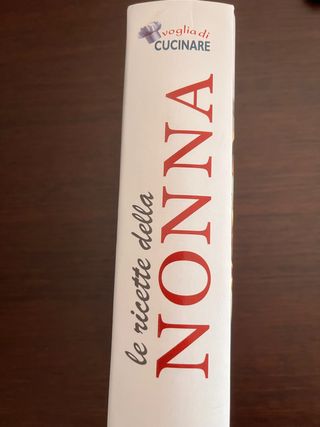 voglia di
CUCINARE
le ricette della
NONNA